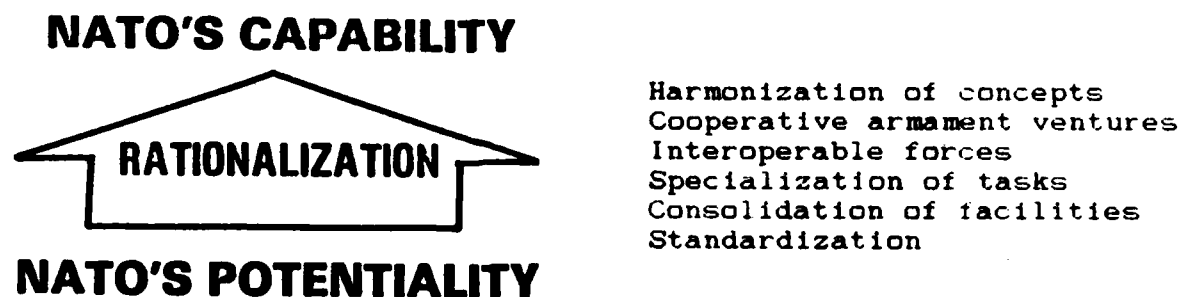 NATO'S CAPABILITY
RATIONALIZATION
NATO'S POTENTIALITY
Harmonization of concepts
Cooperative armament ventures
Interoperable forces
Specialization of tasks
Consolidation of facilities
Standardization